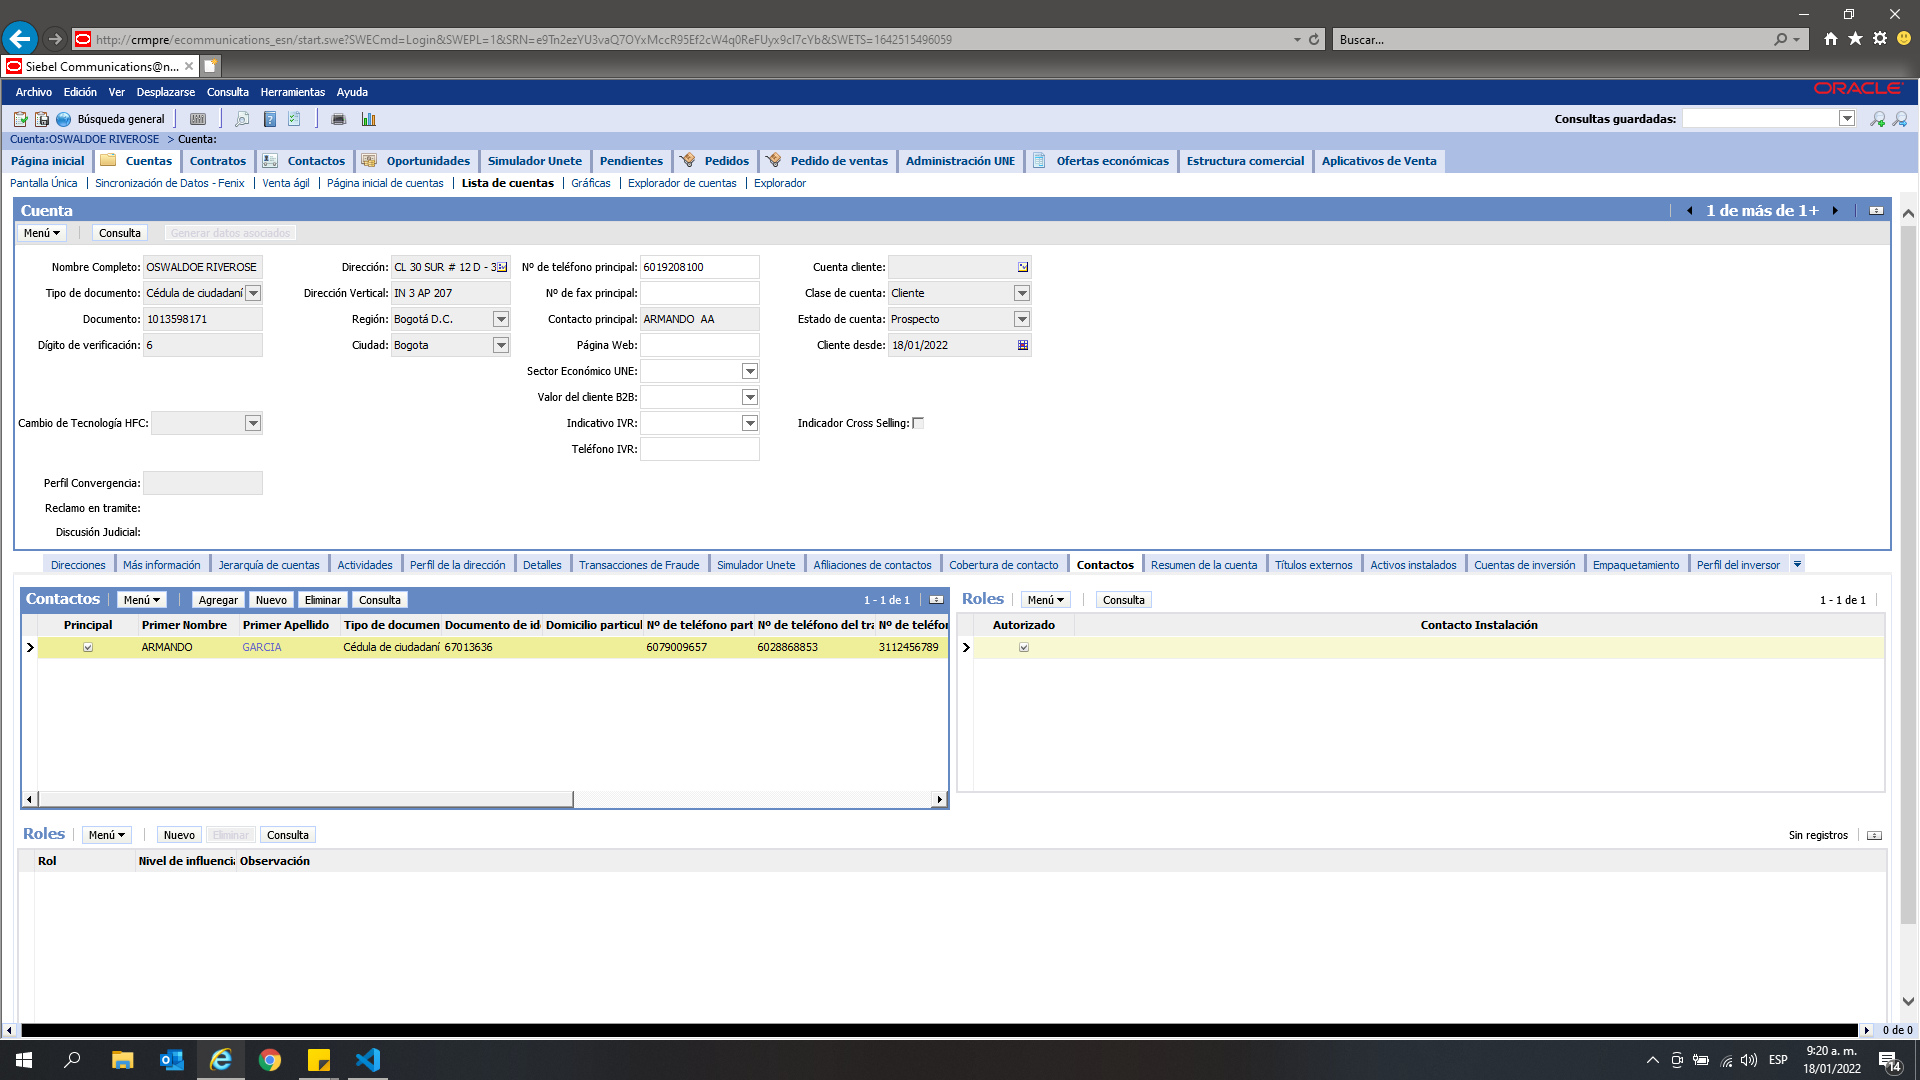 http://crmpre/ecommunications_esn/start.swe?SWECmd=Login&SWEPL=1&SRN=e9Tn2ezYU3vaQ7OYxMccR95Ef2cW4q0ReFUyx9cI7cYb&SWETS=1642515496059
Buscar...
Siebel Communications@n...
Archivo Edición Ver Desplazarse Consulta Herramientas Ayuda
ORACLE
Búsqueda general
Consultas guardadas:
Cuenta:OSWALDOE RIVEROSE > Cuenta:
Página inicial Cuentas Contratos Contactos Oportunidades Simulador Unete Pendientes Pedidos Pedido de ventas Administración UNE Ofertas económicas Estructura comercial Aplicativos de Venta
Pantalla Única Sincronización de Datos - Fenix Venta ágil Página inicial de cuentas Lista de cuentas Gráficas Explorador de cuentas Explorador
Cuenta
1 de más de 1+
Menú Consulta Generar datos asociados
Nombre Completo: OSWALDOE RIVEROSE Dirección: CL 30 SUR # 12 D - 3 Nº de teléfono principal: 6019208100 Cuenta cliente:
Tipo de documento: Cédula de ciudadaní Dirección Vertical: IN 3 AP 207 Nº de fax principal: Clase de cuenta: Cliente
Documento: 1013598171 Región: Bogotá D.C. Contacto principal: ARMANDO AA Estado de cuenta: Prospecto
Dígito de verificación: 6 Ciudad: Bogota Página Web: Cliente desde: 18/01/2022
Sector Económico UNE:
Valor del cliente B2B:
Cambio de Tecnología HFC: Indicativo IVR: Indicador Cross Selling:
Teléfono IVR:
Perfil Convergencia:
Reclamo en tramite:
Discusión Judicial:
Direcciones Más información Jerarquía de cuentas Actividades Perfil de la dirección Detalles Transacciones de Fraude Simulador Unete Afiliaciones de contactos Cobertura de contacto Contactos Resumen de la cuenta Títulos externos Activos instalados Cuentas de inversión Empaquetamiento Perfil del inversor
Contactos Menú Agregar Nuevo Eliminar Consulta 1 - 1 de 1
Principal Primer Nombre Primer Apellido Tipo de documen Documento de id Domicilio particul Nº de teléfono part Nº de teléfono del tra Nº de teléfo
ARMANDO GARCIA Cédula de ciudadaní 67013636 6079009657 6028868853 3112456789
Roles Menú Consulta 1 - 1 de 1
Autorizado Contacto Instalación
Roles Menú Nuevo Eliminar Consulta Sin registros
Rol Nivel de influencia Observación
0 de 0
ESP
9:20 a. m.
18/01/2022
14